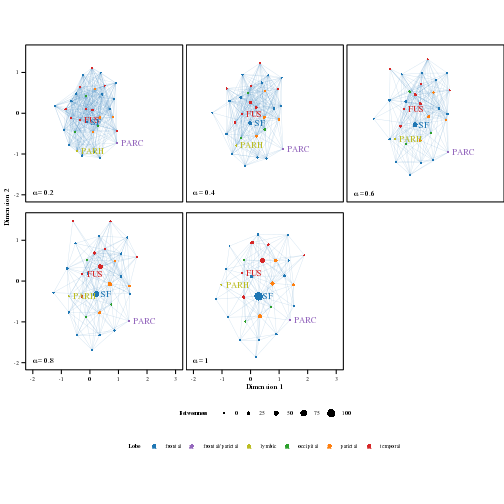 1
0
-1
-2
FUS
SF
PARH
PARC
α = 0.2
FUS
SF
PARH
PARC
α = 0.4
FUS
SF
PARH
PARC
α = 0.6
Dimension 2
1
0
-1
-2
FUS
SF
PARH
PARC
α = 0.8
FUS
SF
PARH
PARC
α = 1
-2 -1 0 1 2 3 -2 -1 0 1 2 3
Dimension 1
Betweenness 0 25 50 75 100
Lobe frontal frontal/parietal lymbic occipital parietal temporal